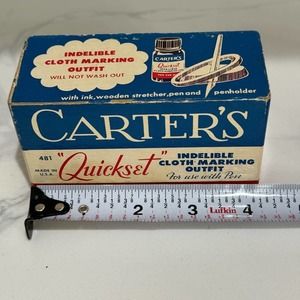 INDELIBLE
CLOTH MARKING
OUTFIT
WILL NOT WASH OUT
CARTER'S
Quickset
with ink, wooden stretcher, pen and penholder
CARTER'S
481
MADE IN
U.S.A.
"Quickset"
INDELIBLE
CLOTH MARKING
OUTFIT
For use with Pen
2 3 4
Lufkin